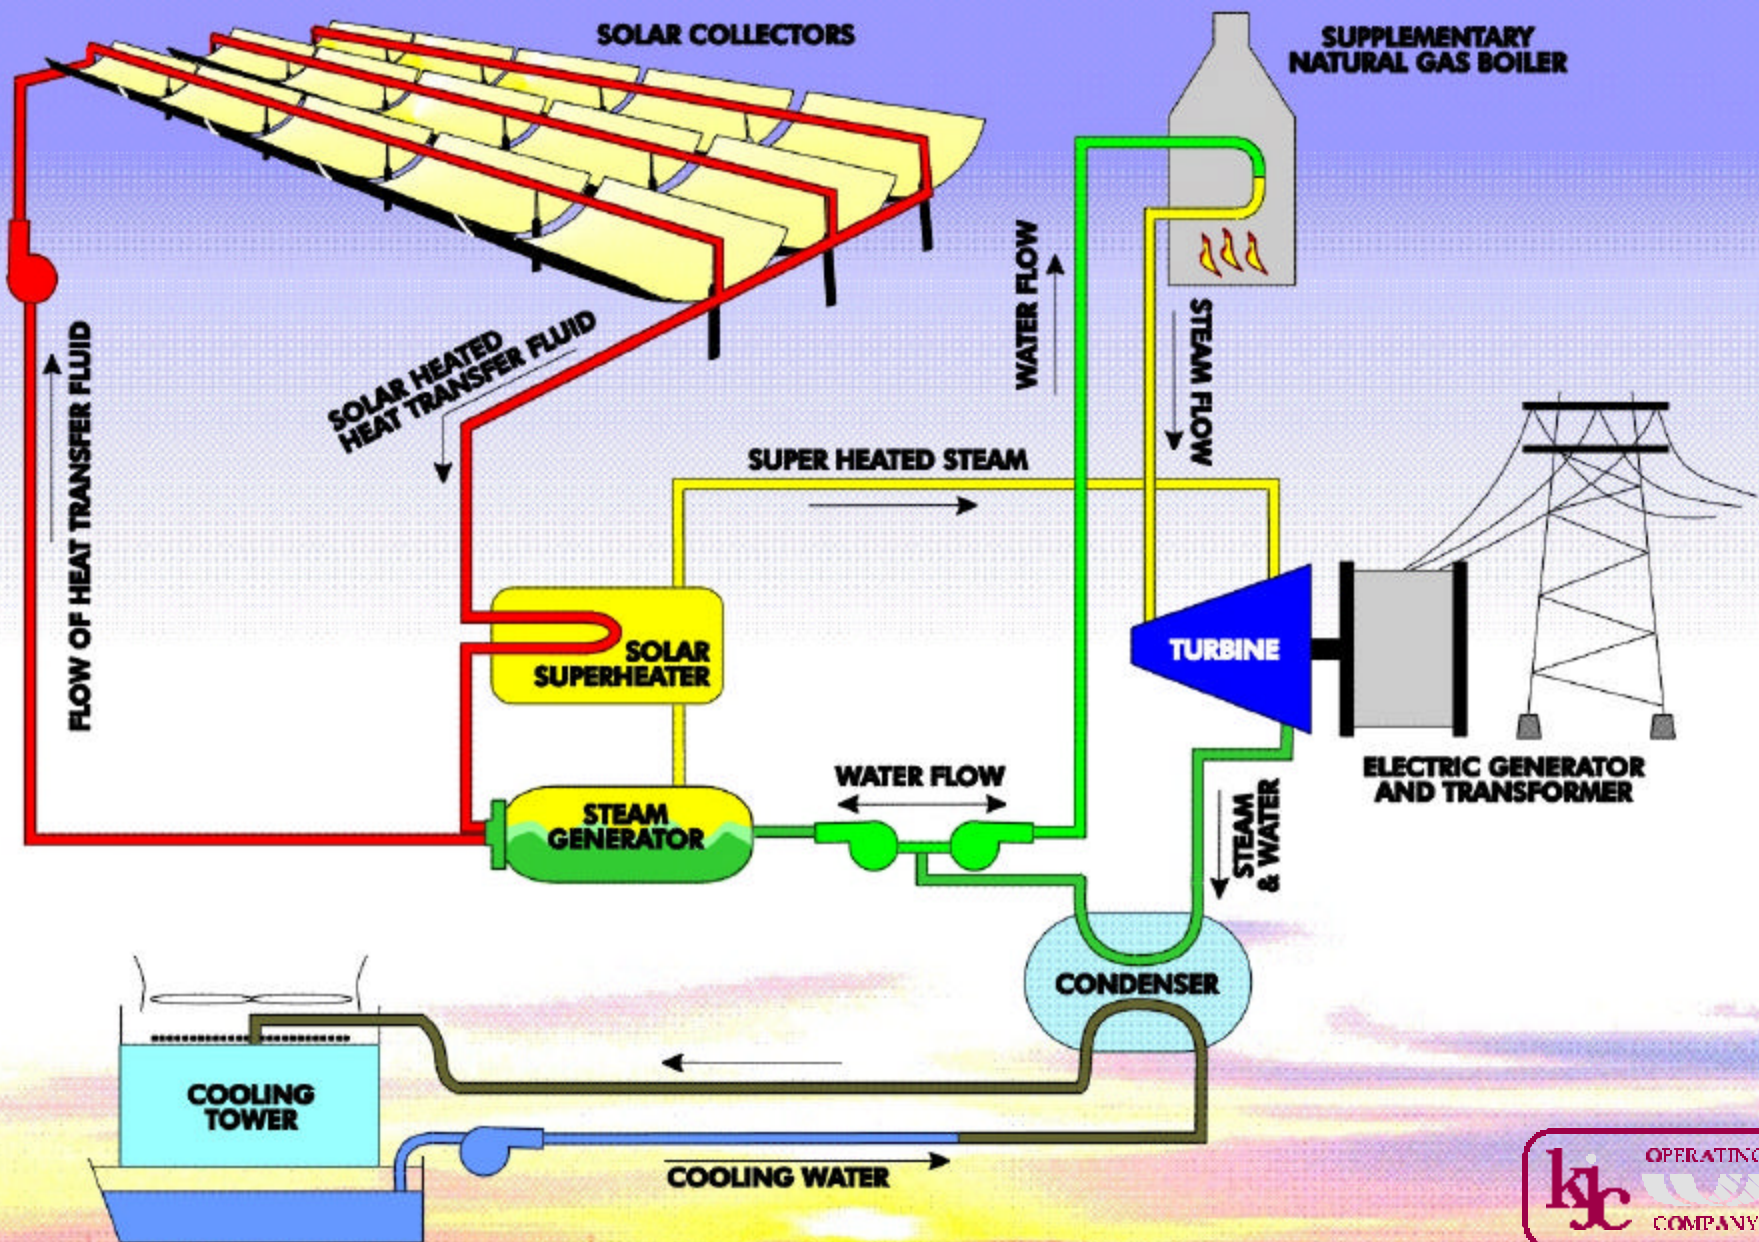 SOLAR COLLECTORS
SUPPLEMENTARY
NATURAL GAS BOILER
WATER FLOW
STEAM FLOW
SOLAR HEATED
HEAT TRANSFER FLUID
FLOW OF HEAT TRANSFER FLUID
SUPER HEATED STEAM
SOLAR
SUPERHEATER
TURBINE
ELECTRIC GENERATOR
AND TRANSFORMER
WATER FLOW
STEAM
GENERATOR
STEAM
& WATER
CONDENSER
COOLING
TOWER
COOLING WATER
kjc
OPERATING
COMPANY